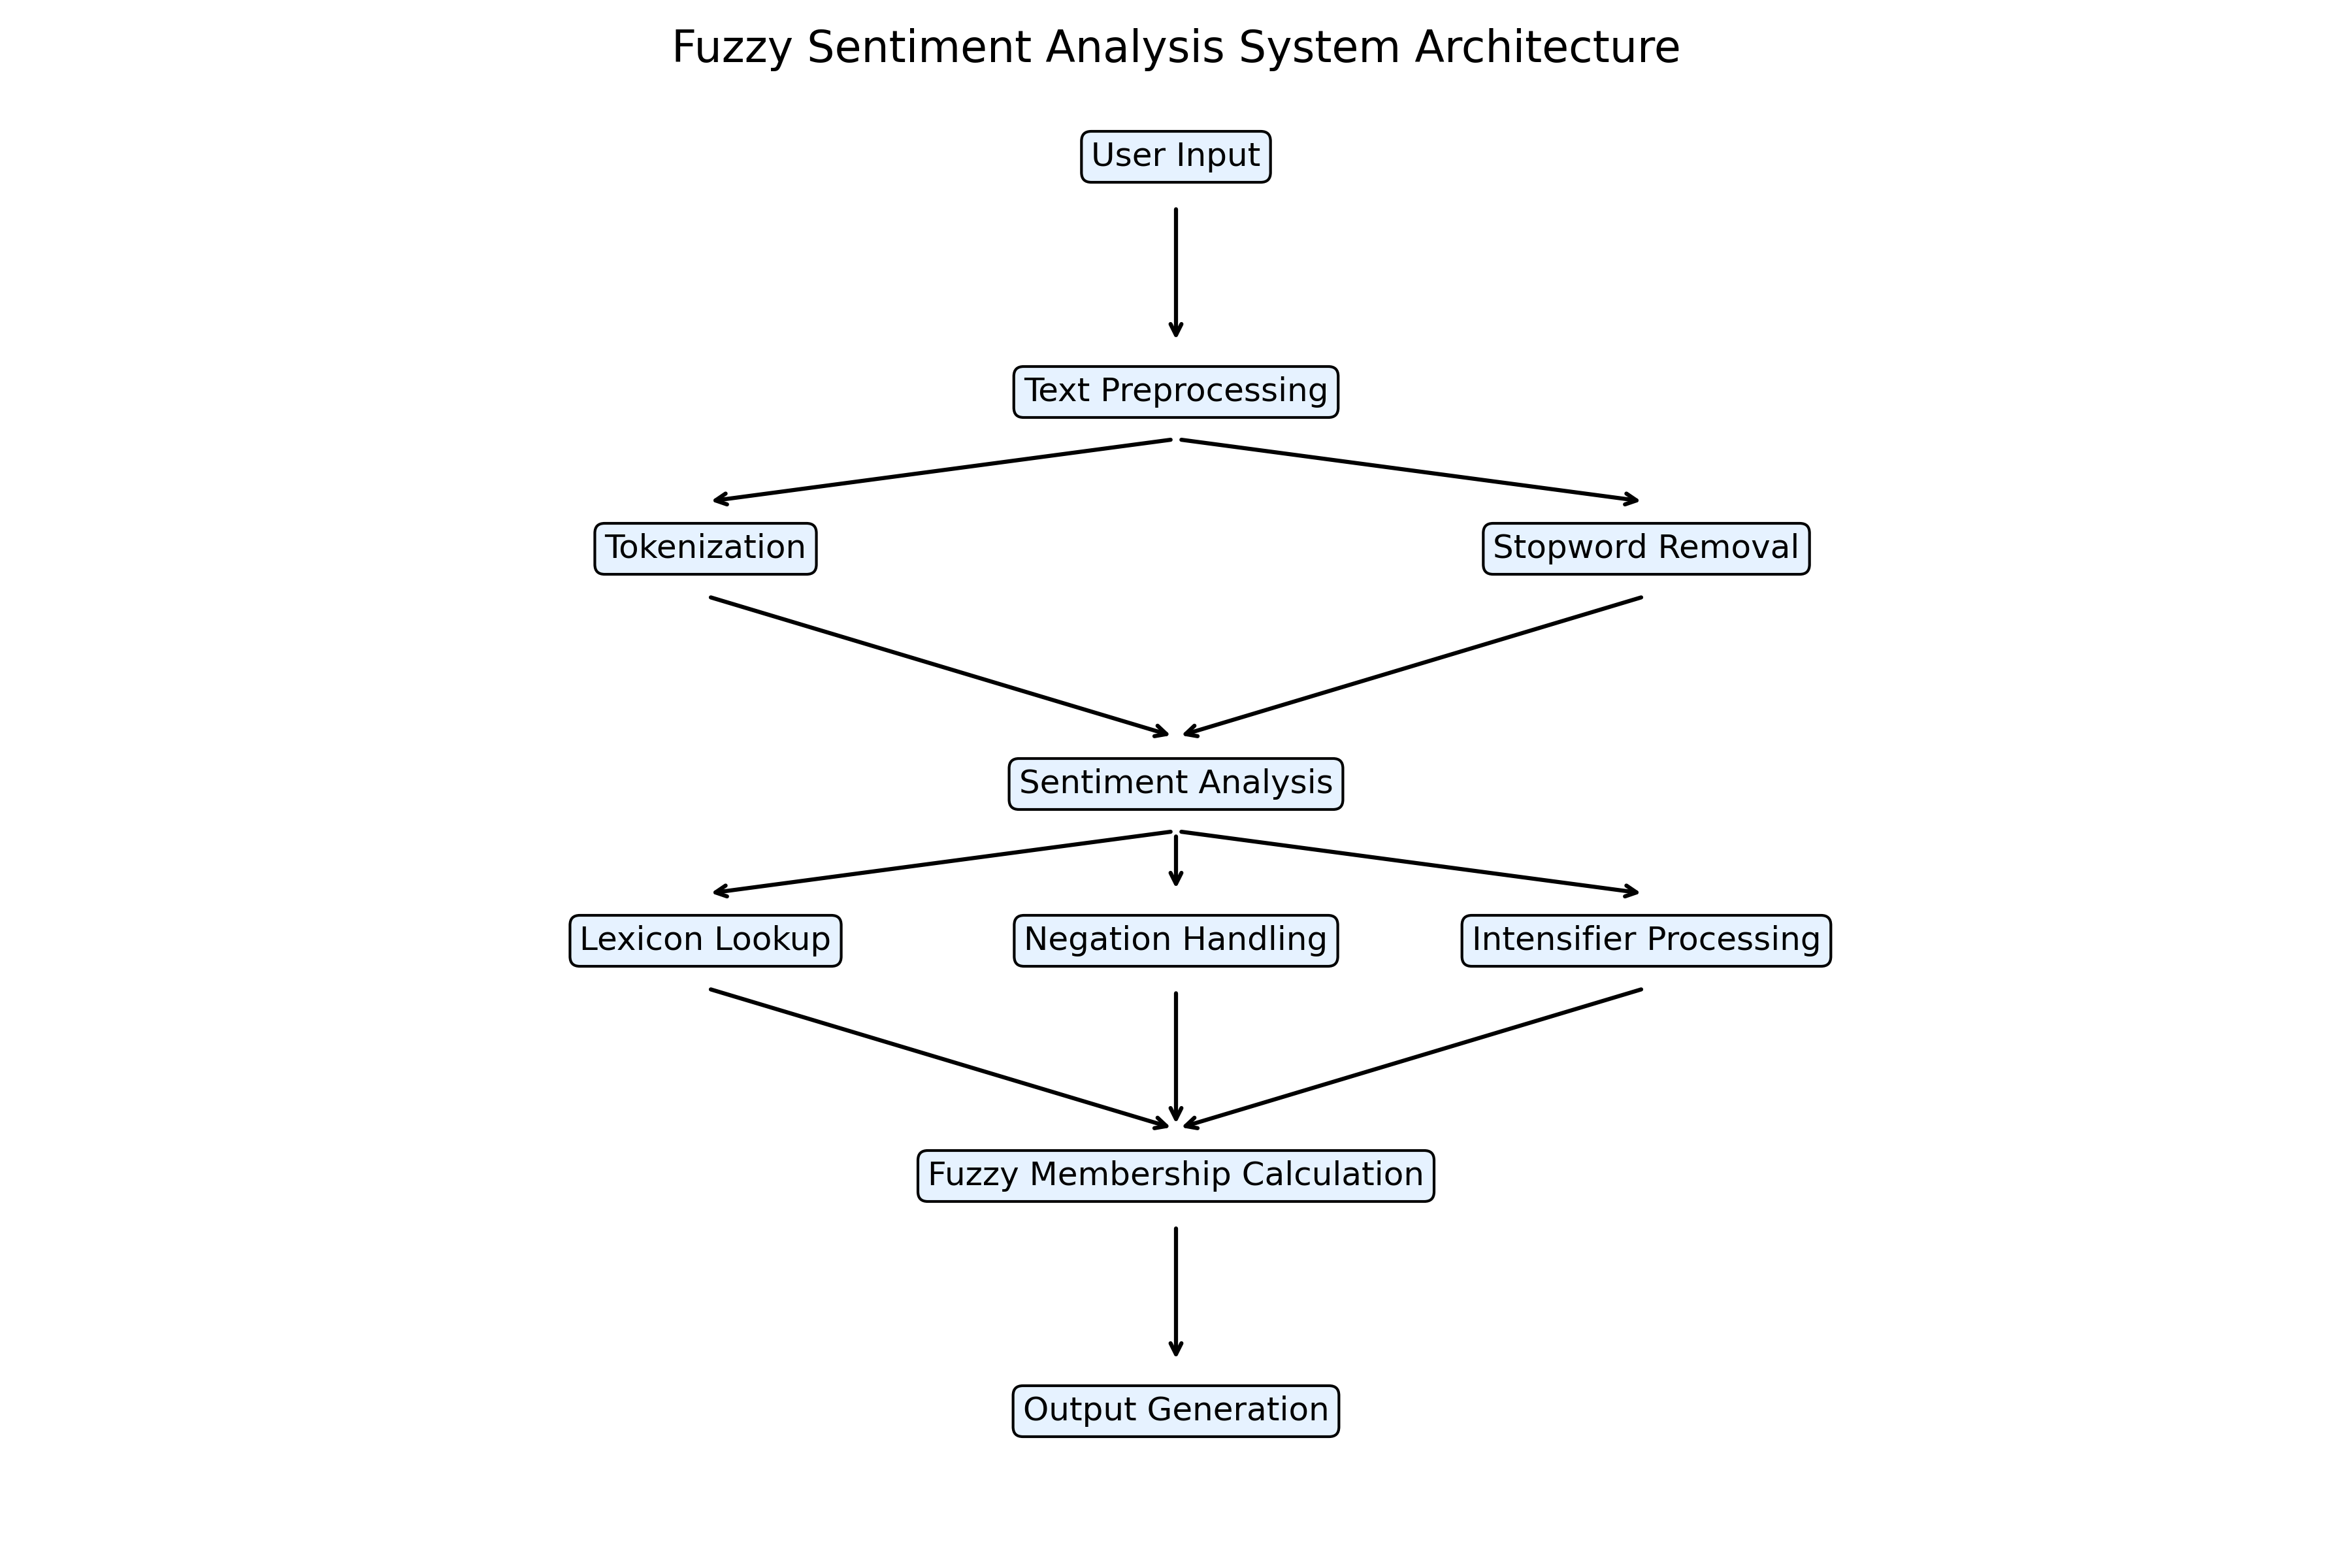 Fuzzy Sentiment Analysis System Architecture
User Input
Text Preprocessing
Tokenization
Stopword Removal
Sentiment Analysis
Lexicon Lookup
Negation Handling
Intensifier Processing
Fuzzy Membership Calculation
Output Generation